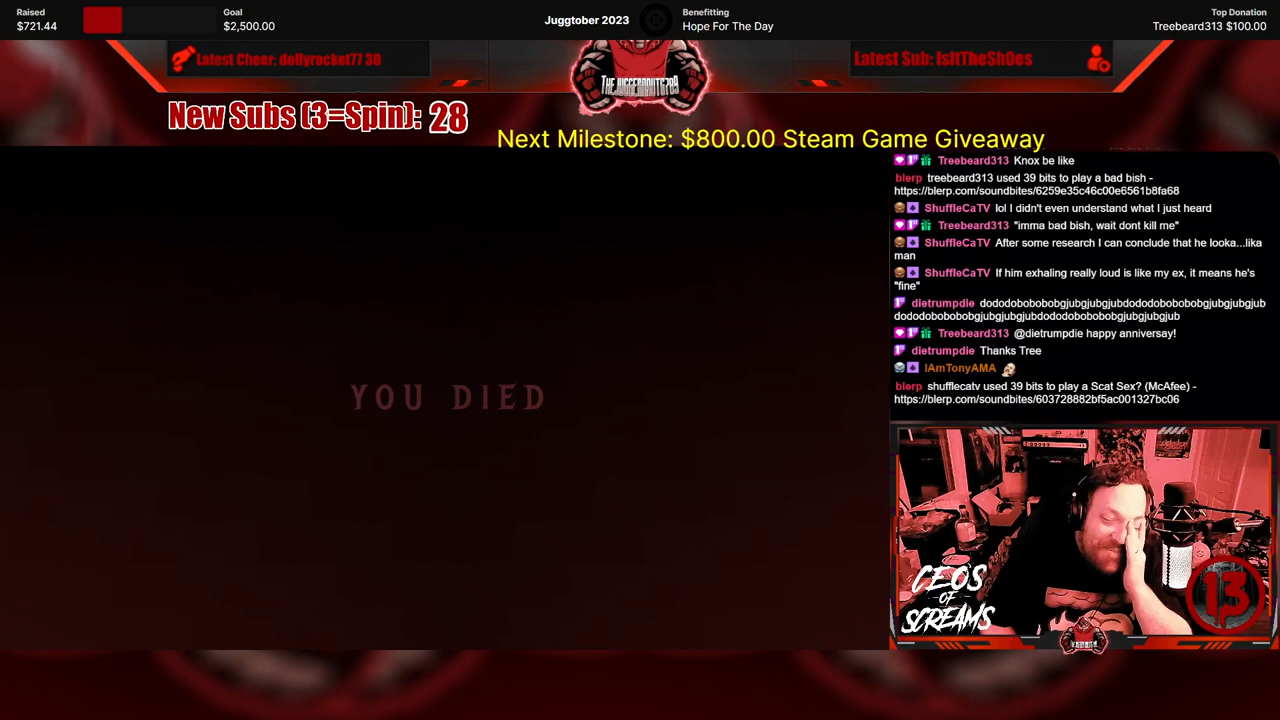 Raised
$721.44
Goal
$2,500.00
Juggtober 2023
Benefitting
Hope For The Day
Top Donation
Treebeard313 $100.00
Latest Cheer: dollyrocket77 30
THEJUGGERNAUT6789
Latest Sub: IsItTheSh0es
New Subs (3=Spin): 28
Next Milestone: $800.00 Steam Game Giveaway
Treebeard313 Knox be like
blerp treebeard313 used 39 bits to play a bad bish -
https://blerp.com/soundbites/6259e35c46c00e6561b8fa68
ShuffleCaTV lol I didn't even understand what I just heard
Treebeard313 "imma bad bish, wait dont kill me"
ShuffleCaTV After some research I can conclude that he looka...lika
man
ShuffleCaTV If him exhaling really loud is like my ex, it means he's
"fine"
dietrumpdie dododobobobobgjubgjubgjubdododobobobobgjubgjubgjub
dododobobobobgjubgjubgjubdododobobobobgjubgjubgjub
Treebeard313 @dietrumpdie happy anniversay!
dietrumpdie Thanks Tree
IAmTonyAMA
blerp shufflecatv used 39 bits to play a Scat Sex? (McAfee) -
https://blerp.com/soundbites/603728882bf5ac001327bc06
YOU DIED
CEOS
OF
SCREAMS
13